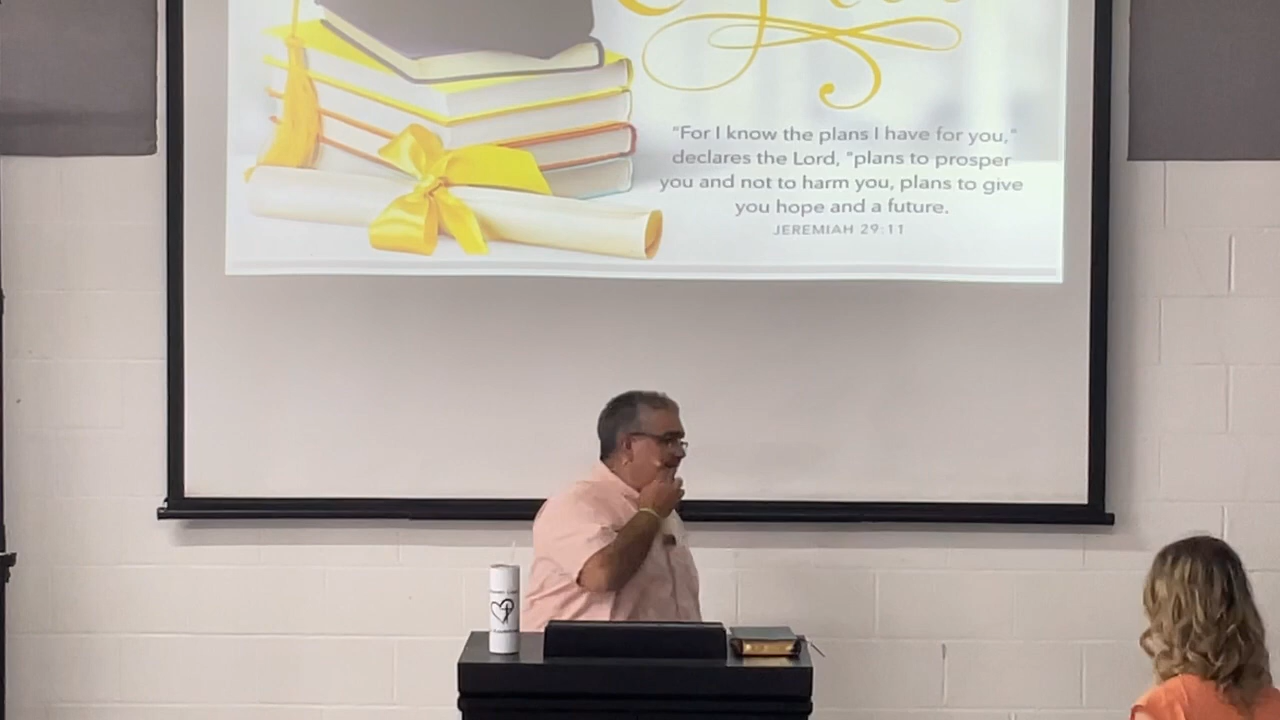 "For I know the plans I have for you,"
declares the Lord, "plans to prosper
you and not to harm you, plans to give
you hope and a future.
JEREMIAH 29:11